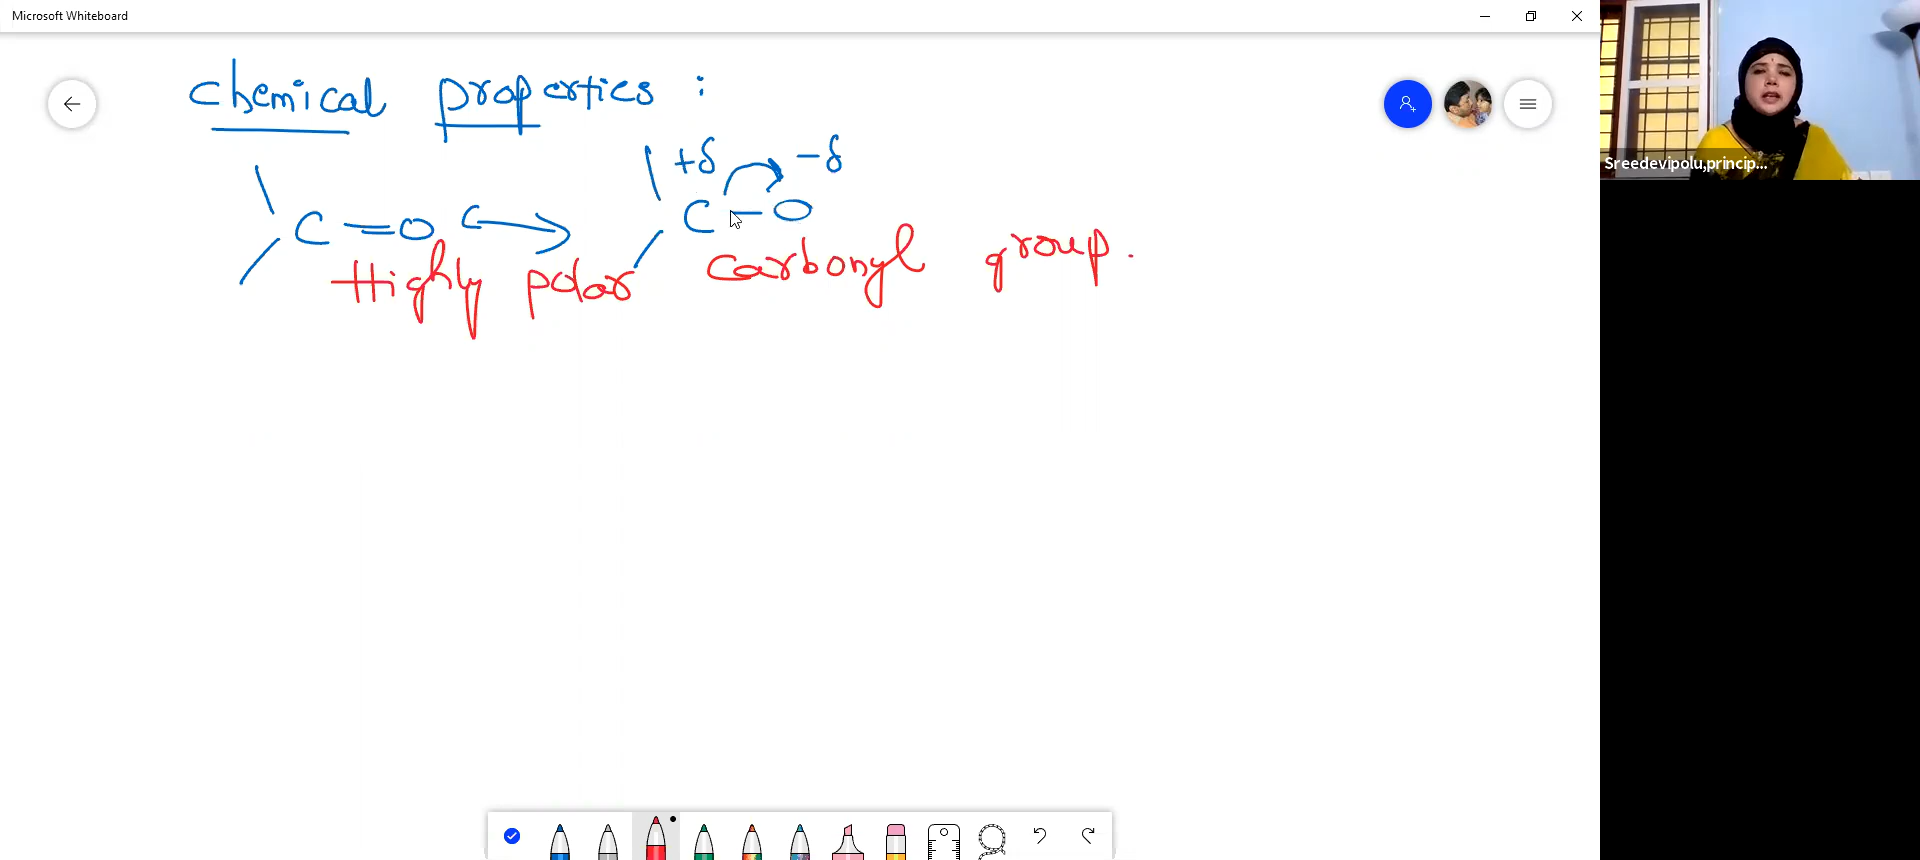 Microsoft Whiteboard
chemical properties :
+δ -δ
C=O C→ C-O
Highly polar carbonyl group.
Sreedevipolu,princip...